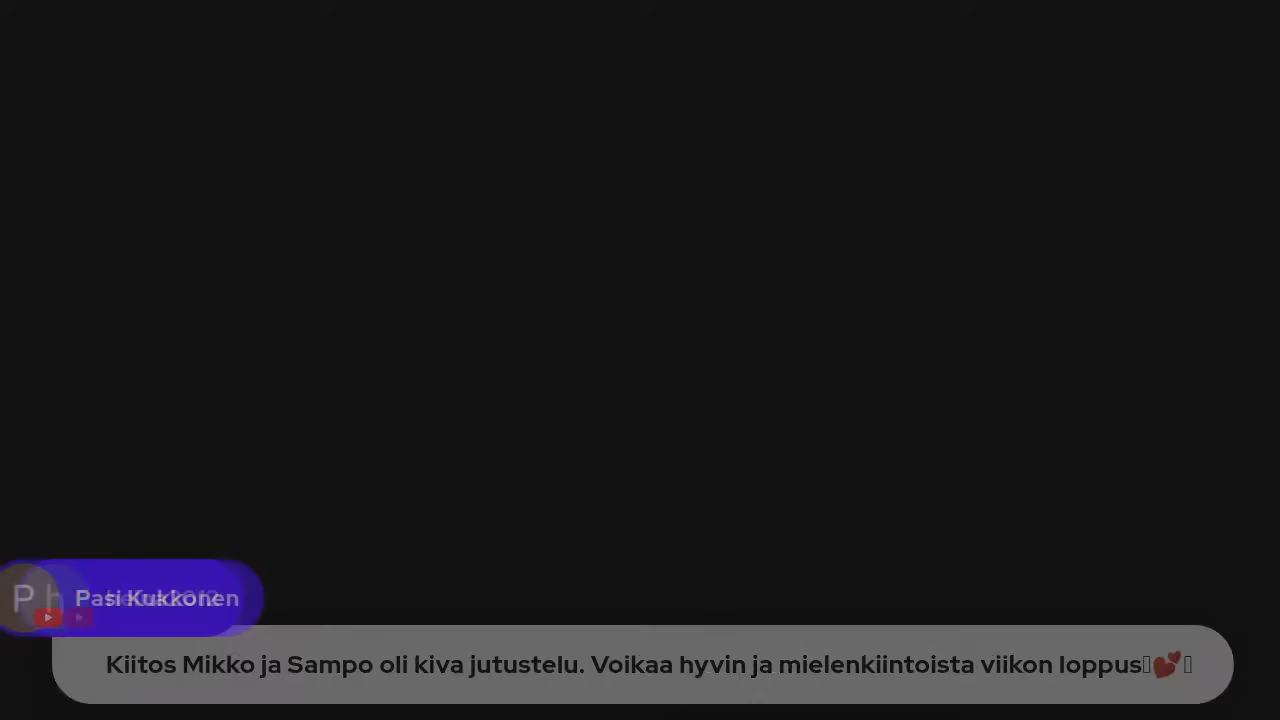 P
Pasi Kukkonen
Kiitos Mikko ja Sampo oli kiva jutustelu. Voikaa hyvin ja mielenkiintoista viikon loppus💕